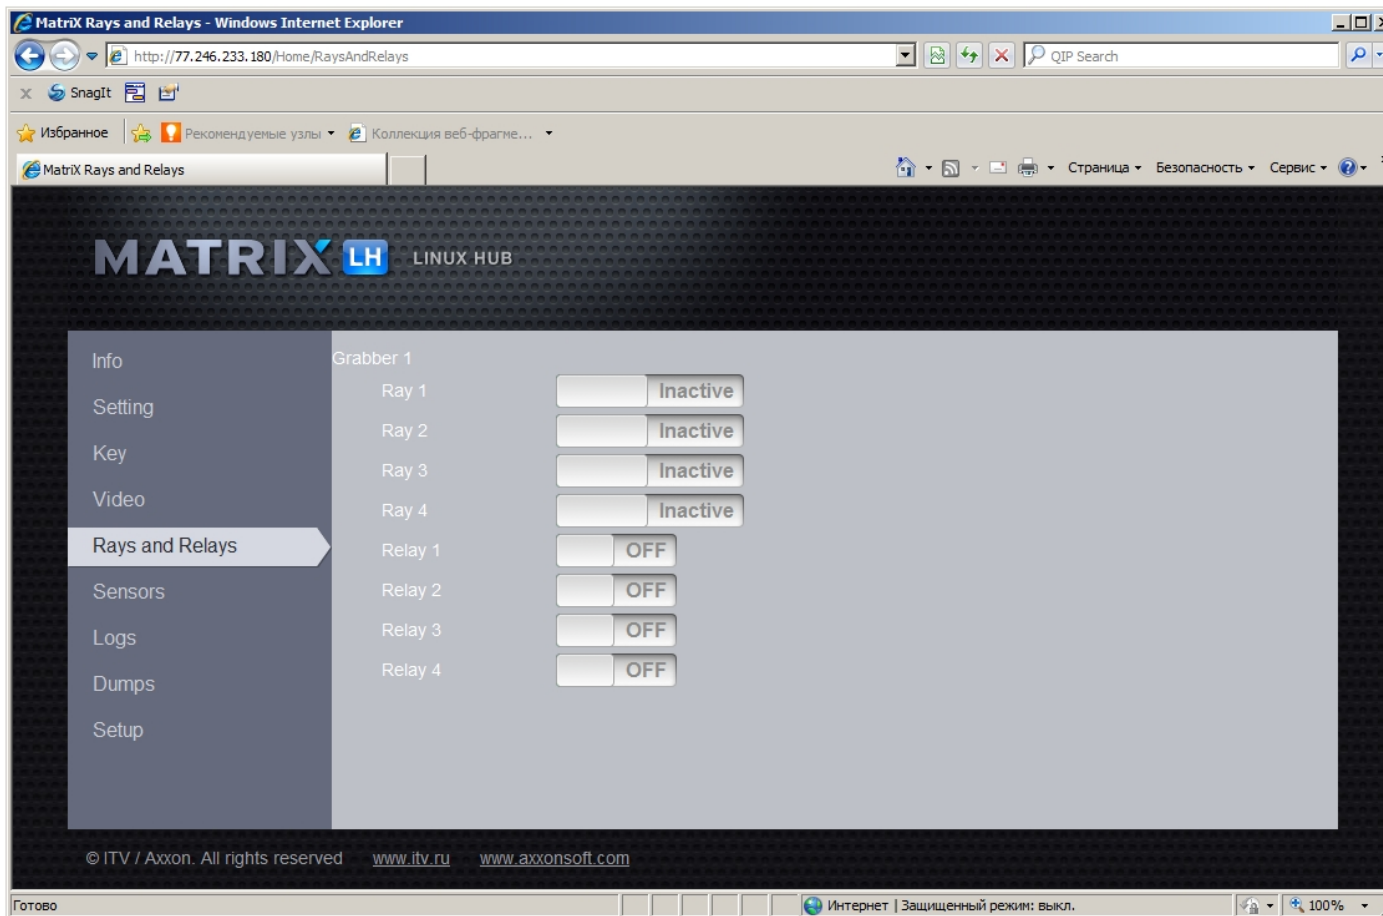 MatriX Rays and Relays - Windows Internet Explorer
http://77.246.233.180/Home/RaysAndRelays
QIP Search
x SnagIt
Избранное Рекомендуемые узлы Коллекция веб-фрагме...
MatriX Rays and Relays
Страница Безопасность Сервис
MATRIX LH LINUX HUB
Info
Setting
Key
Video
Rays and Relays
Sensors
Logs
Dumps
Setup
Grabber 1
Ray 1 Inactive
Ray 2 Inactive
Ray 3 Inactive
Ray 4 Inactive
Relay 1 OFF
Relay 2 OFF
Relay 3 OFF
Relay 4 OFF
© ITV / Axxon. All rights reserved www.itv.ru www.axxonsoft.com
Готово Интернет | Защищенный режим: выкл. 100%